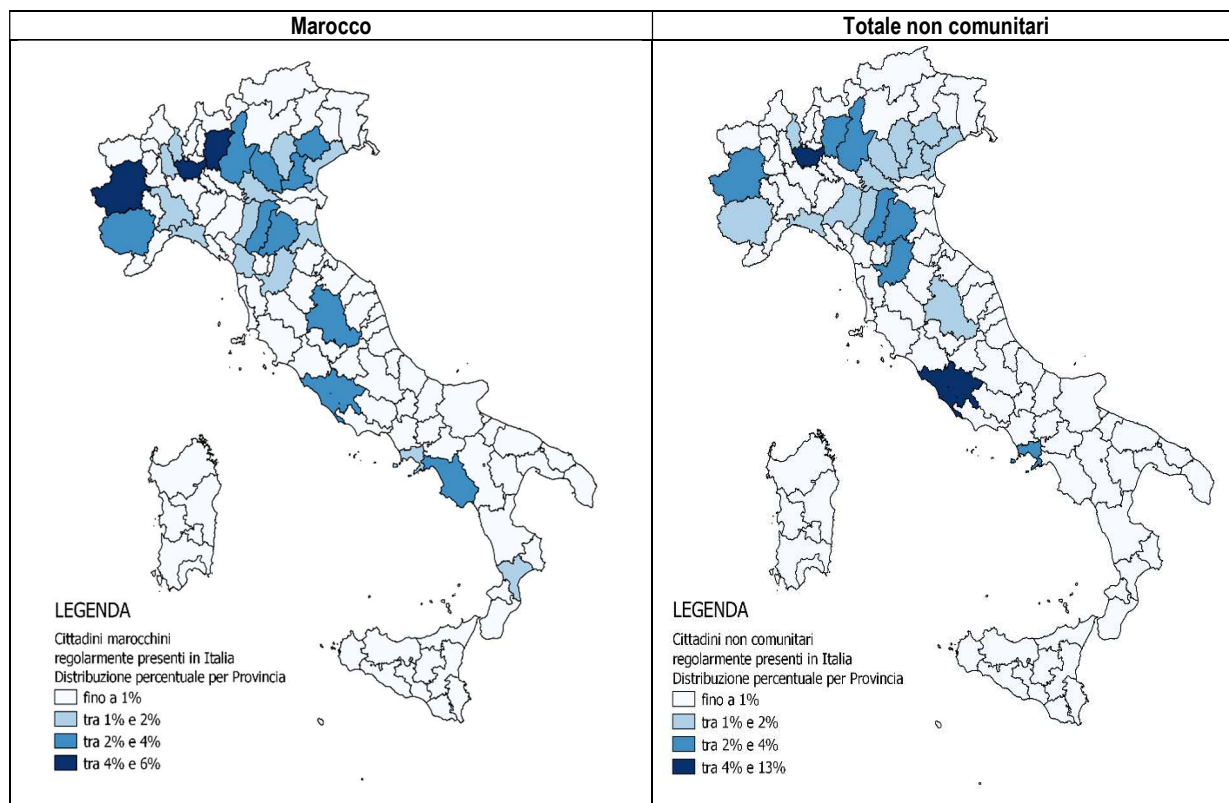 Marocco
Totale non comunitari
LEGENDA
Cittadini marocchini
regolarmente presenti in Italia
Distribuzione percentuale per Provincia
fino a 1%
tra 1% e 2%
tra 2% e 4%
tra 4% e 6%
LEGENDA
Cittadini non comunitari
regolarmente presenti in Italia
Distribuzione percentuale per Provincia
fino a 1%
tra 1% e 2%
tra 2% e 4%
tra 4% e 13%